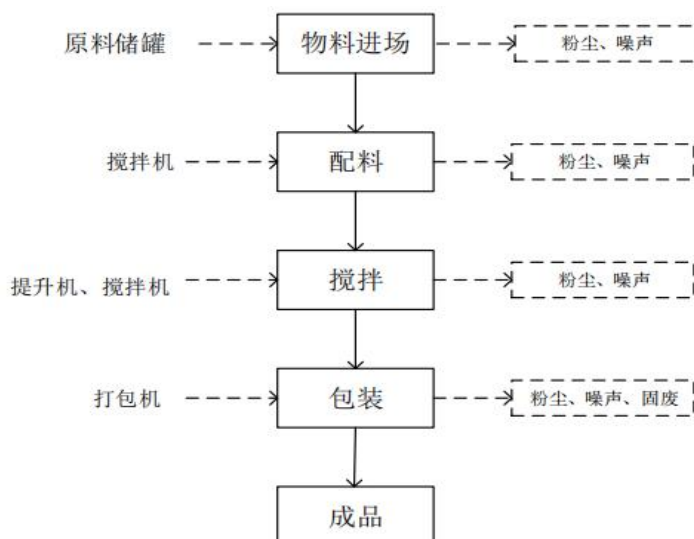 原料储罐 物料进场 粉尘、噪声
搅拌机 配料 粉尘、噪声
提升机、搅拌机 搅拌 粉尘、噪声
打包机 包装 粉尘、噪声、固废
成品